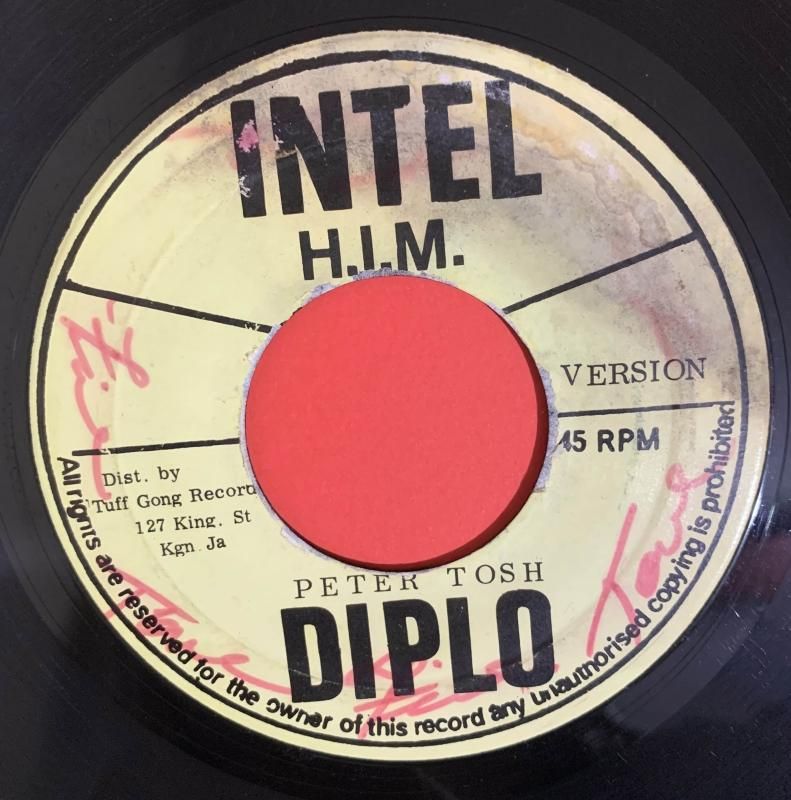 INTEL
H.I.M.
VERSION
45 RPM
Dist. by
Tuff Gong Record
127 King. St
Kgn. Ja
PETER TOSH
DIPLO
All rights are reserved for the owner of this record any unauthorised copying is prohibited